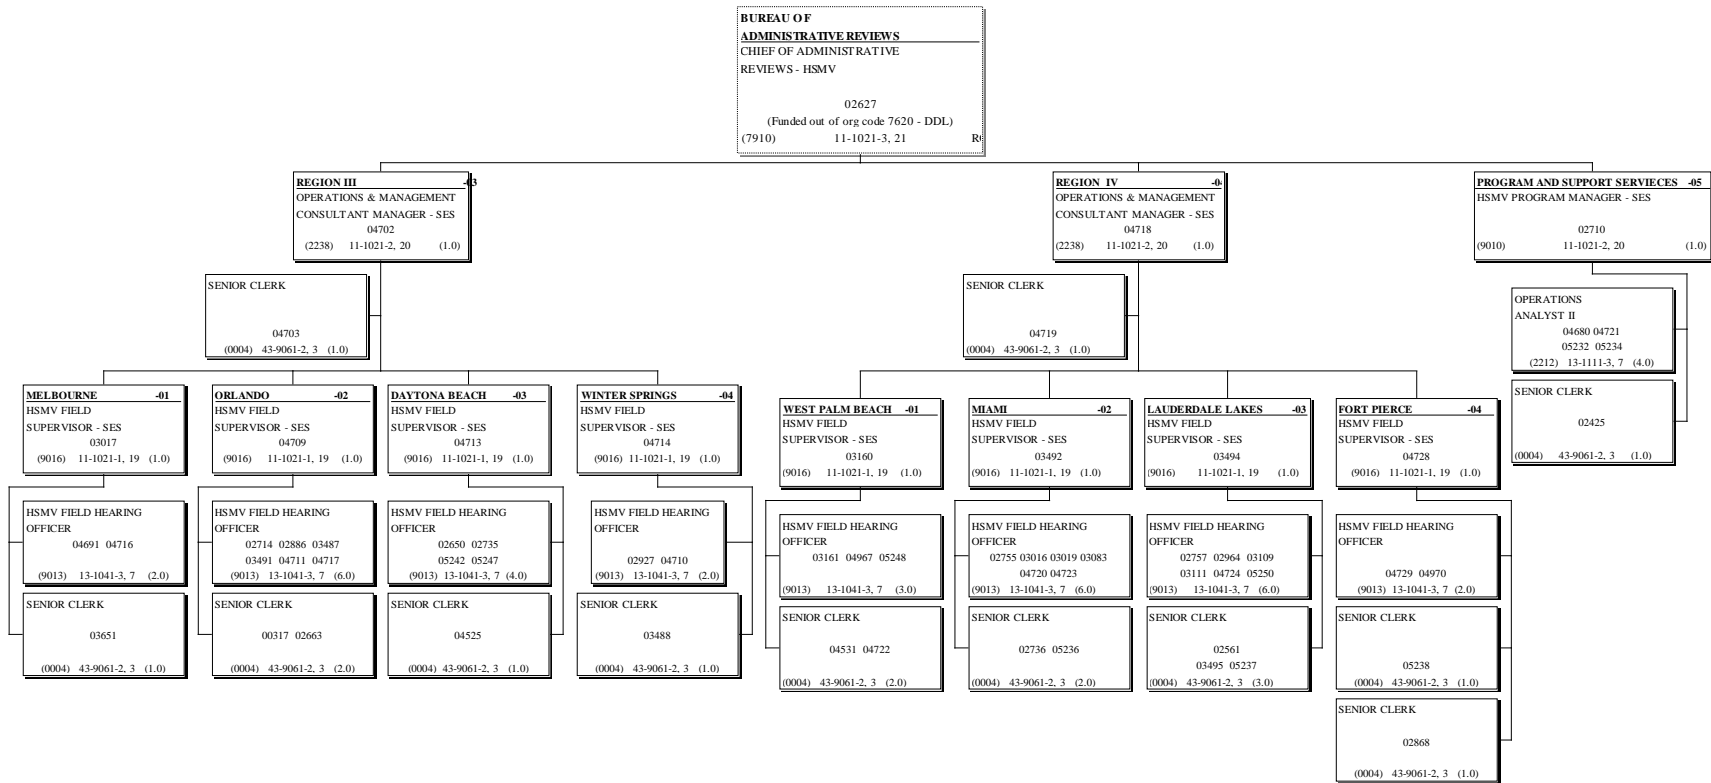 BUREAU OF
ADMINISTRATIVE REVIEWS
CHIEF OF ADMINISTRATIVE
REVIEWS - HSMV
02627
(Funded out of org code 7620 - DDL)
(7910) 11-1021-3, 21
REGION III -03
OPERATIONS & MANAGEMENT
CONSULTANT MANAGER - SES
04702
(2238) 11-1021-2, 20 (1.0)
SENIOR CLERK
04703
(0004) 43-9061-2, 3 (1.0)
MELBOURNE -01
HSMV FIELD
SUPERVISOR - SES
03017
(9016) 11-1021-1, 19 (1.0)
HSMV FIELD HEARING
OFFICER
04691 04716
(9013) 13-1041-3, 7 (2.0)
SENIOR CLERK
03651
(0004) 43-9061-2, 3 (1.0)
ORLANDO -02
HSMV FIELD
SUPERVISOR - SES
04709
(9016) 11-1021-1, 19 (1.0)
HSMV FIELD HEARING
OFFICER
02714 02886 03487
03491 04711 04717
(9013) 13-1041-3, 7 (6.0)
SENIOR CLERK
00317 02663
(0004) 43-9061-2, 3 (2.0)
DAYTONA BEACH -03
HSMV FIELD
SUPERVISOR - SES
04713
(9016) 11-1021-1, 19 (1.0)
HSMV FIELD HEARING
OFFICER
02650 02735
05242 05247
(9013) 13-1041-3, 7 (4.0)
SENIOR CLERK
04525
(0004) 43-9061-2, 3 (1.0)
WINTER SPRINGS -04
HSMV FIELD
SUPERVISOR - SES
04714
(9016) 11-1021-1, 19 (1.0)
HSMV FIELD HEARING
OFFICER
02927 04710
(9013) 13-1041-3, 7 (2.0)
SENIOR CLERK
03488
(0004) 43-9061-2, 3 (1.0)
REGION IV
OPERATIONS & MANAGEMENT
CONSULTANT MANAGER - SES
04718
(2238) 11-1021-2, 20 (1.0)
SENIOR CLERK
04719
(0004) 43-9061-2, 3 (1.0)
WEST PALM BEACH -01
HSMV FIELD
SUPERVISOR - SES
03160
(9016) 11-1021-1, 19 (1.0)
HSMV FIELD HEARING
OFFICER
03161 04967 05248
(9013) 13-1041-3, 7 (3.0)
SENIOR CLERK
04531 04722
(0004) 43-9061-2, 3 (2.0)
MIAMI -02
HSMV FIELD
SUPERVISOR - SES
03492
(9016) 11-1021-1, 19 (1.0)
HSMV FIELD HEARING
OFFICER
02755 03016 03019 03083
04720 04723
(9013) 13-1041-3, 7 (6.0)
SENIOR CLERK
02736 05236
(0004) 43-9061-2, 3 (2.0)
LAUDERDALE LAKES -03
HSMV FIELD
SUPERVISOR - SES
03494
(9016) 11-1021-1, 19 (1.0)
HSMV FIELD HEARING
OFFICER
02757 02964 03109
03111 04724 05250
(9013) 13-1041-3, 7 (6.0)
SENIOR CLERK
02561
03495 05237
(0004) 43-9061-2, 3 (3.0)
FORT PIERCE -04
HSMV FIELD
SUPERVISOR - SES
04728
(9016) 11-1021-1, 19 (1.0)
HSMV FIELD HEARING
OFFICER
04729 04970
(9013) 13-1041-3, 7 (2.0)
SENIOR CLERK
05238
(0004) 43-9061-2, 3 (1.0)
SENIOR CLERK
02868
(0004) 43-9061-2, 3 (1.0)
PROGRAM AND SUPPORT SERVIECES -05
HSMV PROGRAM MANAGER - SES
02710
(9010) 11-1021-2, 20 (1.0)
OPERATIONS
ANALYST II
04680 04721
05232 05234
(2212) 13-1111-3, 7 (4.0)
SENIOR CLERK
02425
(0004) 43-9061-2, 3 (1.0)